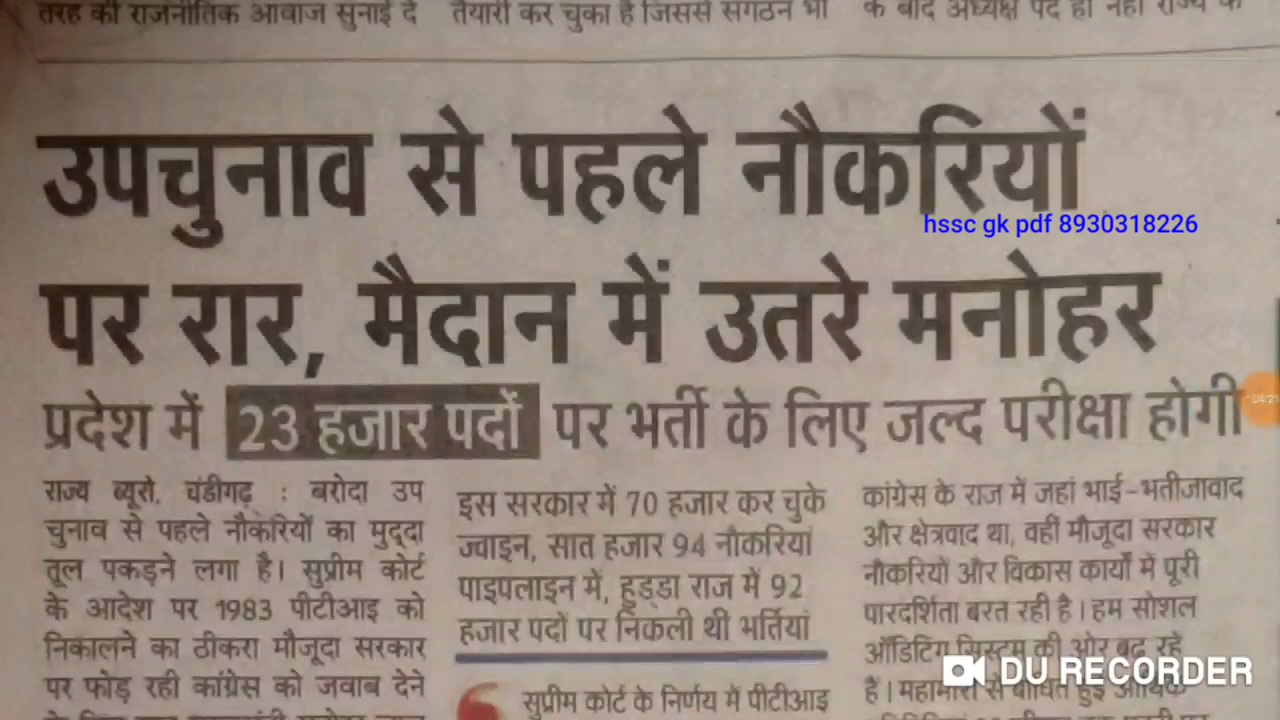 तरह की राजनीतिक आवाज सुनाई दे
तैयारी कर चुका है जिससे संगठन भी
के बाद अध्यक्ष पद ही नहीं राज्य के
उपचुनाव से पहले नौकरियों
hssc gk pdf 8930318226
पर रार, मैदान में उतरे मनोहर
प्रदेश में 23 हजार पदों पर भर्ती के लिए जल्द परीक्षा होगी
04:21
राज्य ब्यूरो, चंडीगढ़ : बरोदा उप
चुनाव से पहले नौकरियों का मुद्दा
तूल पकड़ने लगा है। सुप्रीम कोर्ट
के आदेश पर 1983 पीटीआइ को
निकालने का ठीकरा मौजूदा सरकार
पर फोड़ रही कांग्रेस को जवाब देने
इस सरकार में 70 हजार कर चुके
ज्वाइन, सात हजार 94 नौकरियां
पाइपलाइन में, हुड्डा राज में 92
हजार पदों पर निकली थी भर्तियां
सुप्रीम कोर्ट के निर्णय में पीटीआइ
कांग्रेस के राज में जहां भाई-भतीजावाद
और क्षेत्रवाद था, वहीं मौजूदा सरकार
नौकरियों और विकास कार्यों में पूरी
पारदर्शिता बरत रही है। हम सोशल
ऑडिटिंग सिस्टम की ओर बढ़ रहे
हैं। महामारी से बाधित हुई आर्थिक
DU RECORDER